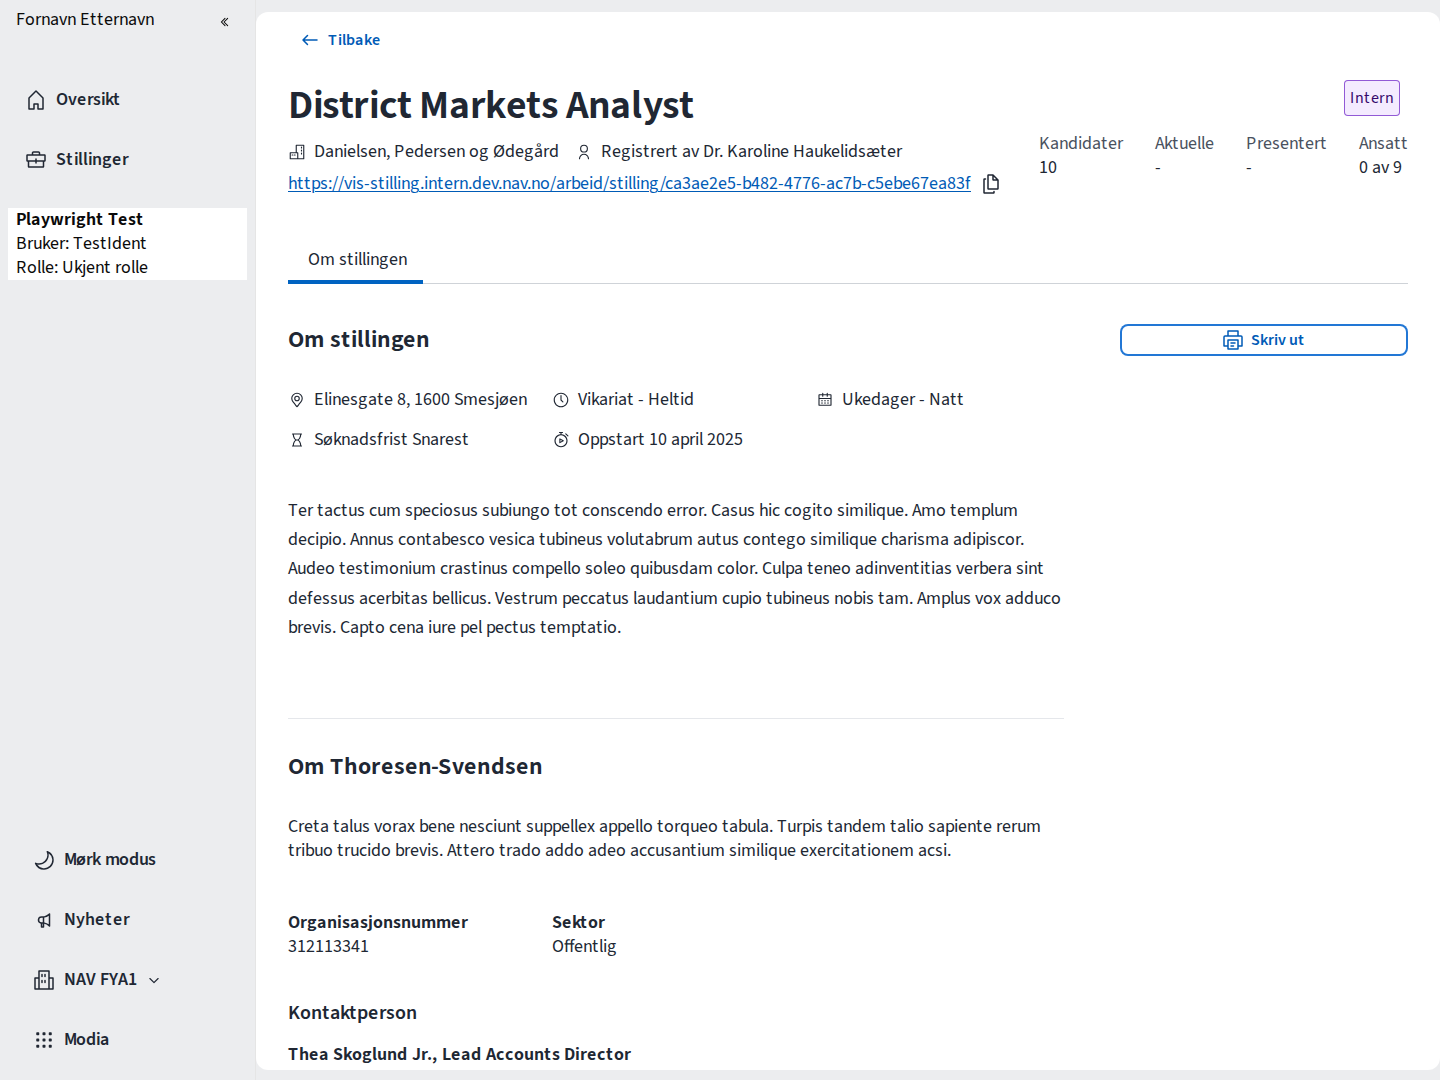 Fornavn Etternavn
Oversikt
Stillinger
Playwright Test
Bruker: TestIdent
Rolle: Ukjent rolle
Mørk modus
Nyheter
NAV FYA1
Modia
Tilbake
District Markets Analyst
Intern
Danielsen, Pedersen og Ødegård
Registrert av Dr. Karoline Haukelidsæter
https://vis-stilling.intern.dev.nav.no/arbeid/stilling/ca3ae2e5-b482-4776-ac7b-c5ebe67ea83f
Kandidater
10
Aktuelle
-
Presentert
-
Ansatt
0 av 9
Om stillingen
Om stillingen
Skriv ut
Elinesgate 8, 1600 Smesjøen
Vikariat - Heltid
Ukedager - Natt
Søknadsfrist Snarest
Oppstart 10 april 2025
Ter tactus cum speciosus subiungo tot conscendo error. Casus hic cogito similique. Amo templum
decipio. Annus contabesco vesica tubineus volutabrum autus contego similique charisma adipiscor.
Audeo testimonium crastinus compello soleo quibusdam color. Culpa teneo adinventitias verbera sint
defessus acerbitas bellicus. Vestrum peccatus laudantium cupio tubineus nobis tam. Amplus vox adduco
brevis. Capto cena iure pel pectus temptatio.
Om Thoresen-Svendsen
Creta talus vorax bene nesciunt suppellex appello torqueo tabula. Turpis tandem talio sapiente rerum
tribuo trucido brevis. Attero trado addo adeo accusantium similique exercitationem acsi.
Organisasjonsnummer
312113341
Sektor
Offentlig
Kontaktperson
Thea Skoglund Jr., Lead Accounts Director